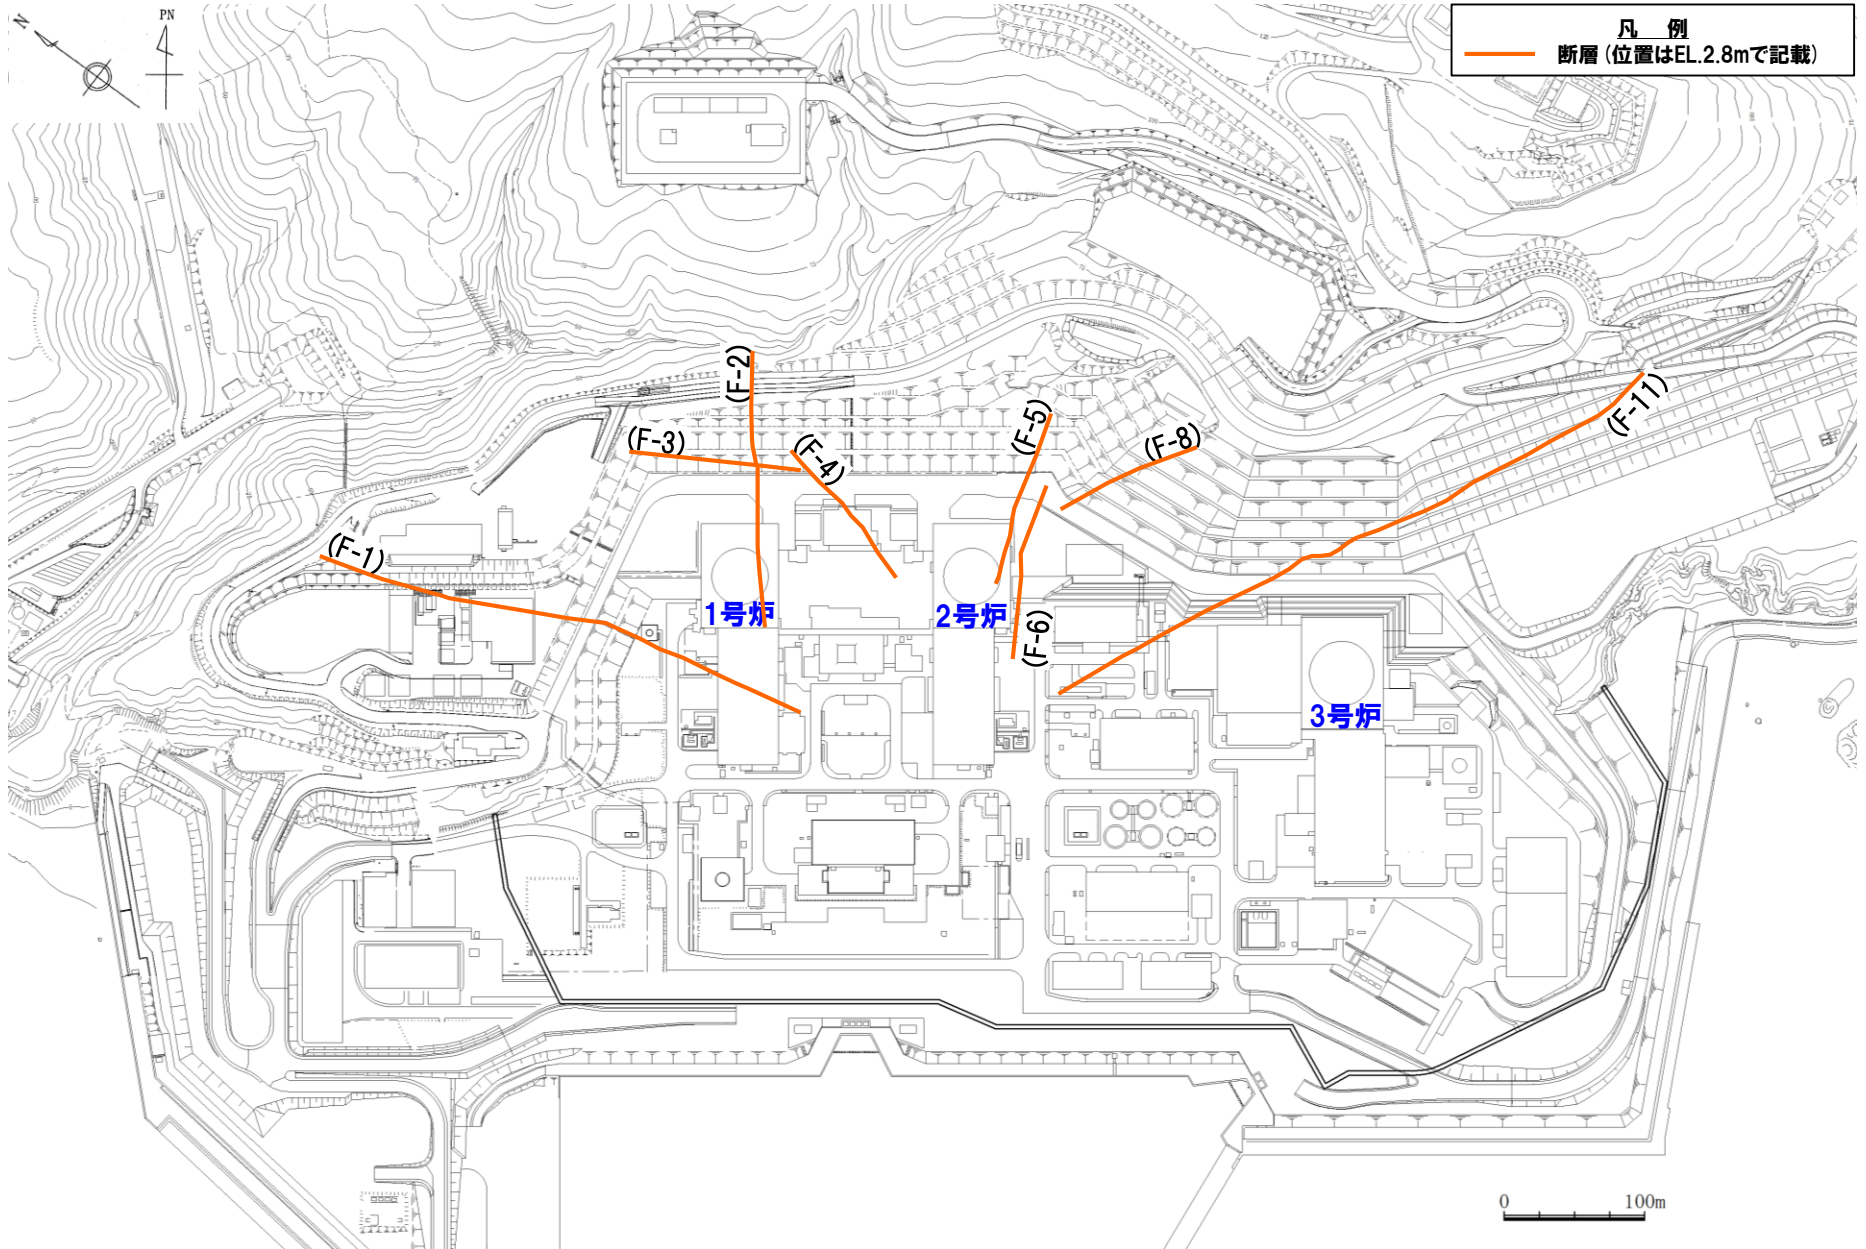 N
PN
凡 例
断層(位置はEL.2.8mで記載)
(F-2)
(F-3)
(F-4)
(F-5)
(F-8)
(F-11)
(F-1)
1号炉
2号炉
(F-6)
3号炉
0 100m